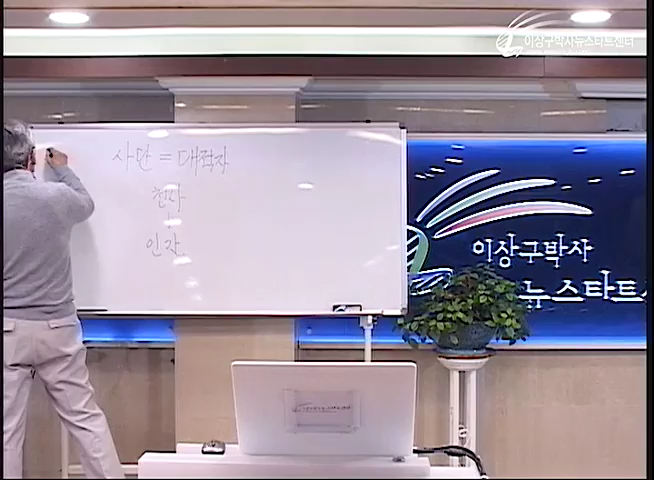 이상구박사뉴스타트센터
사단 = 대적자
천사
인간
이상구박사
뉴스타트